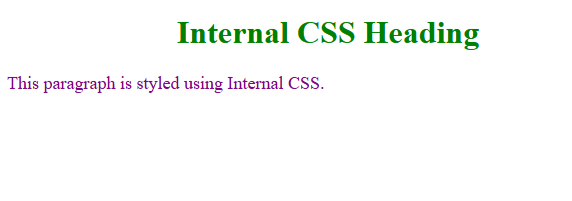 Internal CSS Heading
This paragraph is styled using Internal CSS.